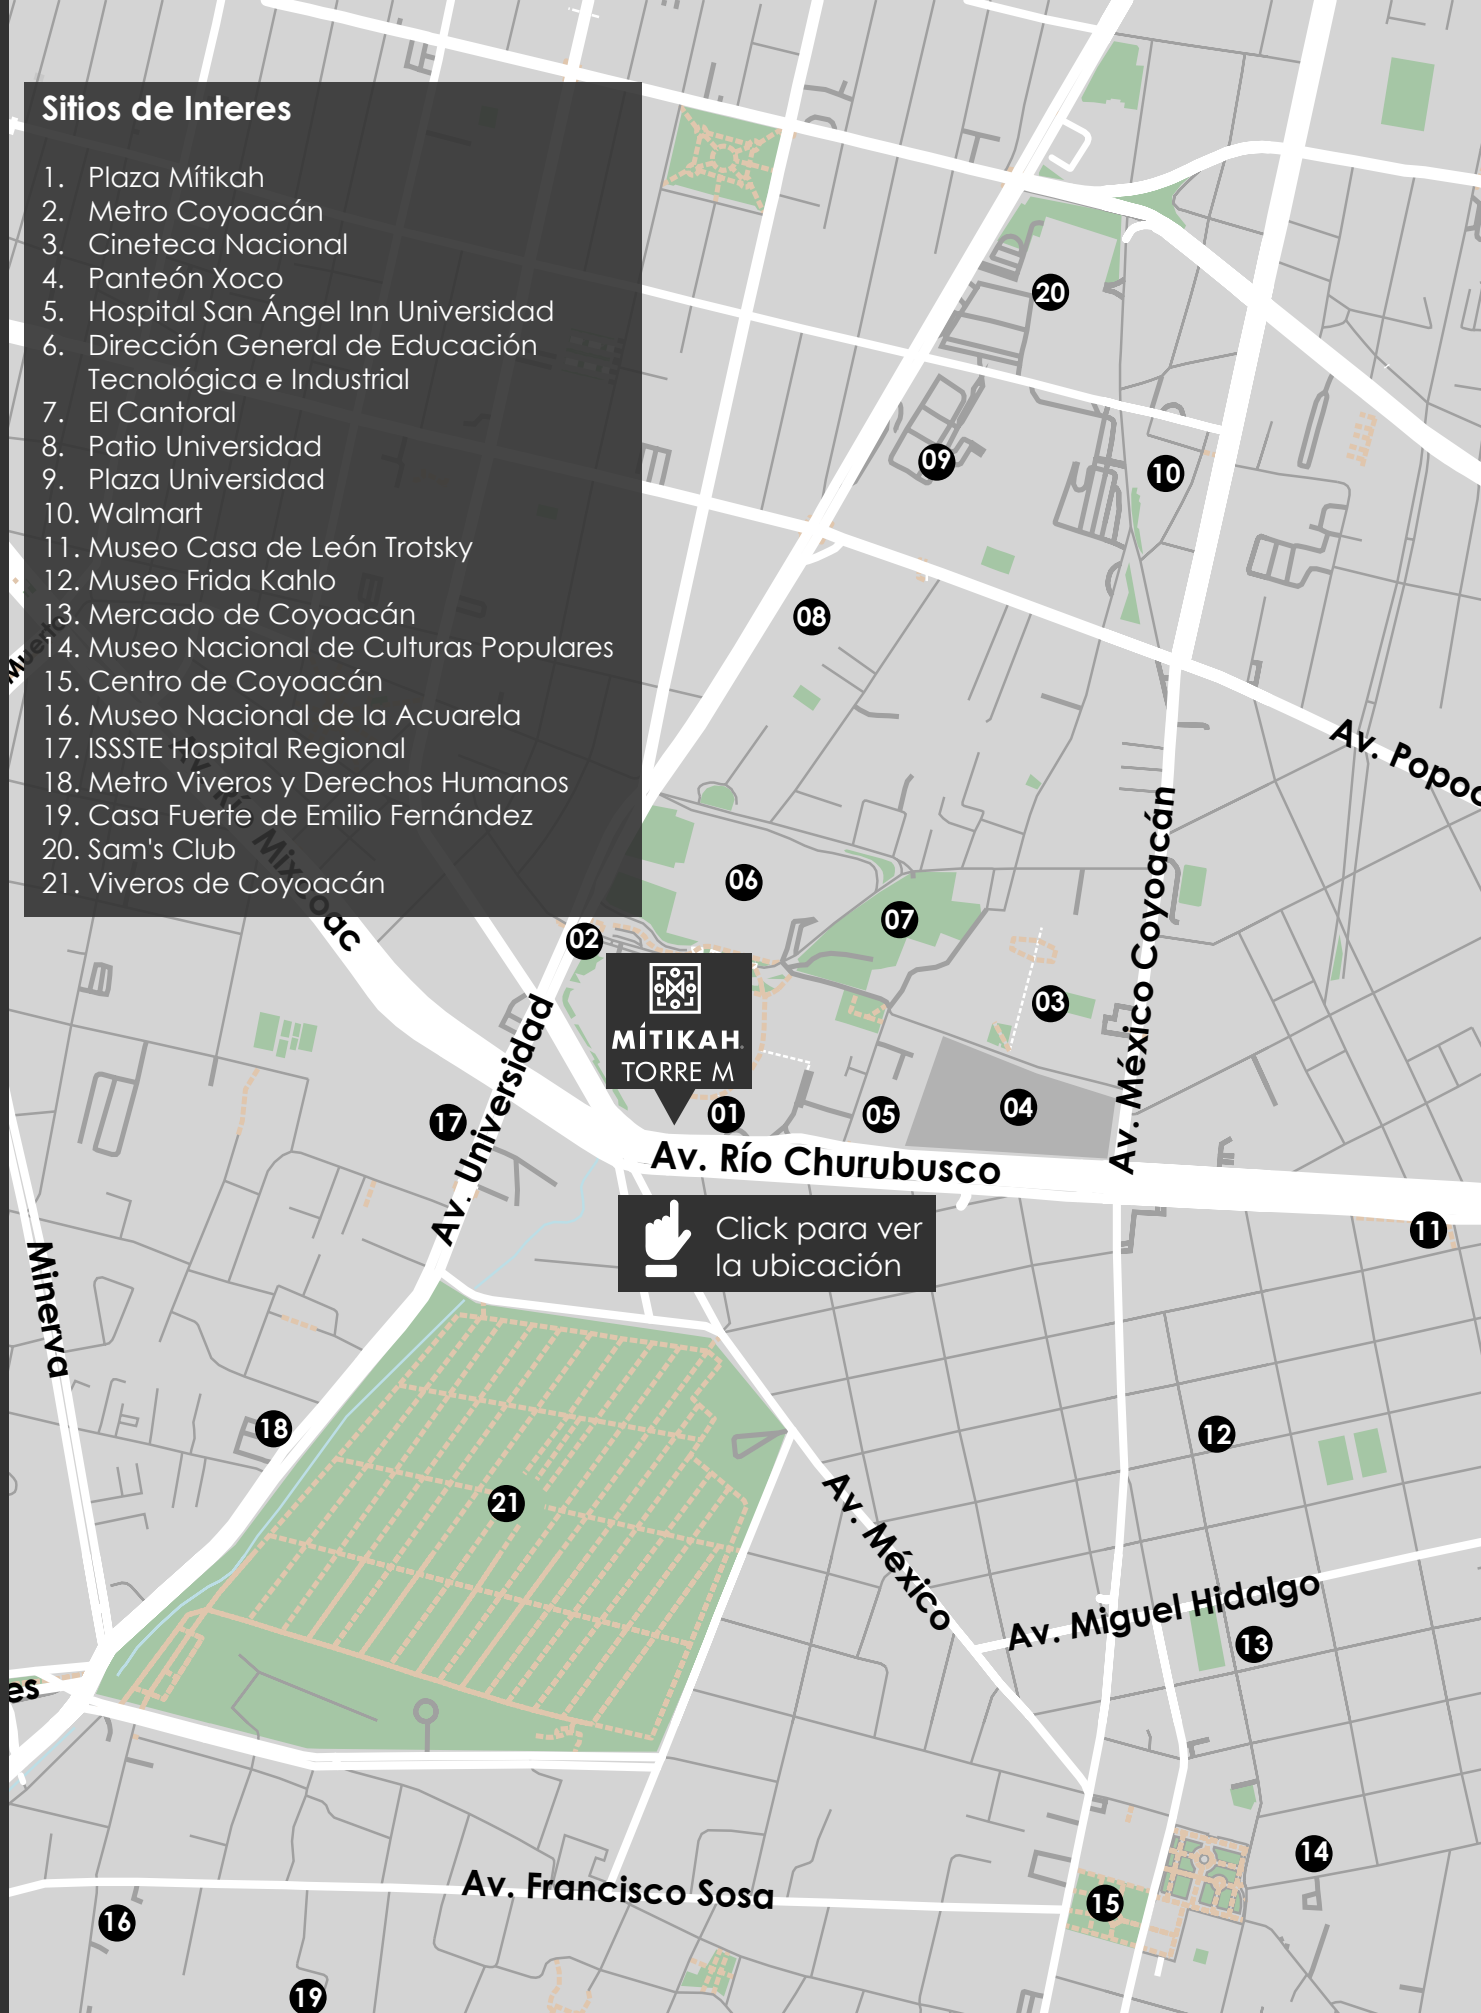 Sitios de Interes
1. Plaza Mítikah
2. Metro Coyoacán
3. Cineteca Nacional
4. Panteón Xoco
5. Hospital San Ángel Inn Universidad
6. Dirección General de Educación
Tecnológica e Industrial
7. El Cantoral
8. Patio Universidad
9. Plaza Universidad
10. Walmart
11. Museo Casa de León Trotsky
12. Museo Frida Kahlo
13. Mercado de Coyoacán
14. Museo Nacional de Culturas Populares
15. Centro de Coyoacán
16. Museo Nacional de la Acuarela
17. ISSSTE Hospital Regional
18. Metro Viveros y Derechos Humanos
19. Casa Fuerte de Emilio Fernández
20. Sam's Club
21. Viveros de Coyoacán
20
09
10
08
Av. Popoc
Av. Río Mixcoac
06
07
02
03
MÍTIKAH
TORRE M
Av. México Coyoacán
Av. Universidad
17
01
05
04
Av. Río Churubusco
Click para ver
la ubicación
11
Minerva
18
12
21
Av. México
Av. Miguel Hidalgo
13
es
14
Av. Francisco Sosa
15
16
19